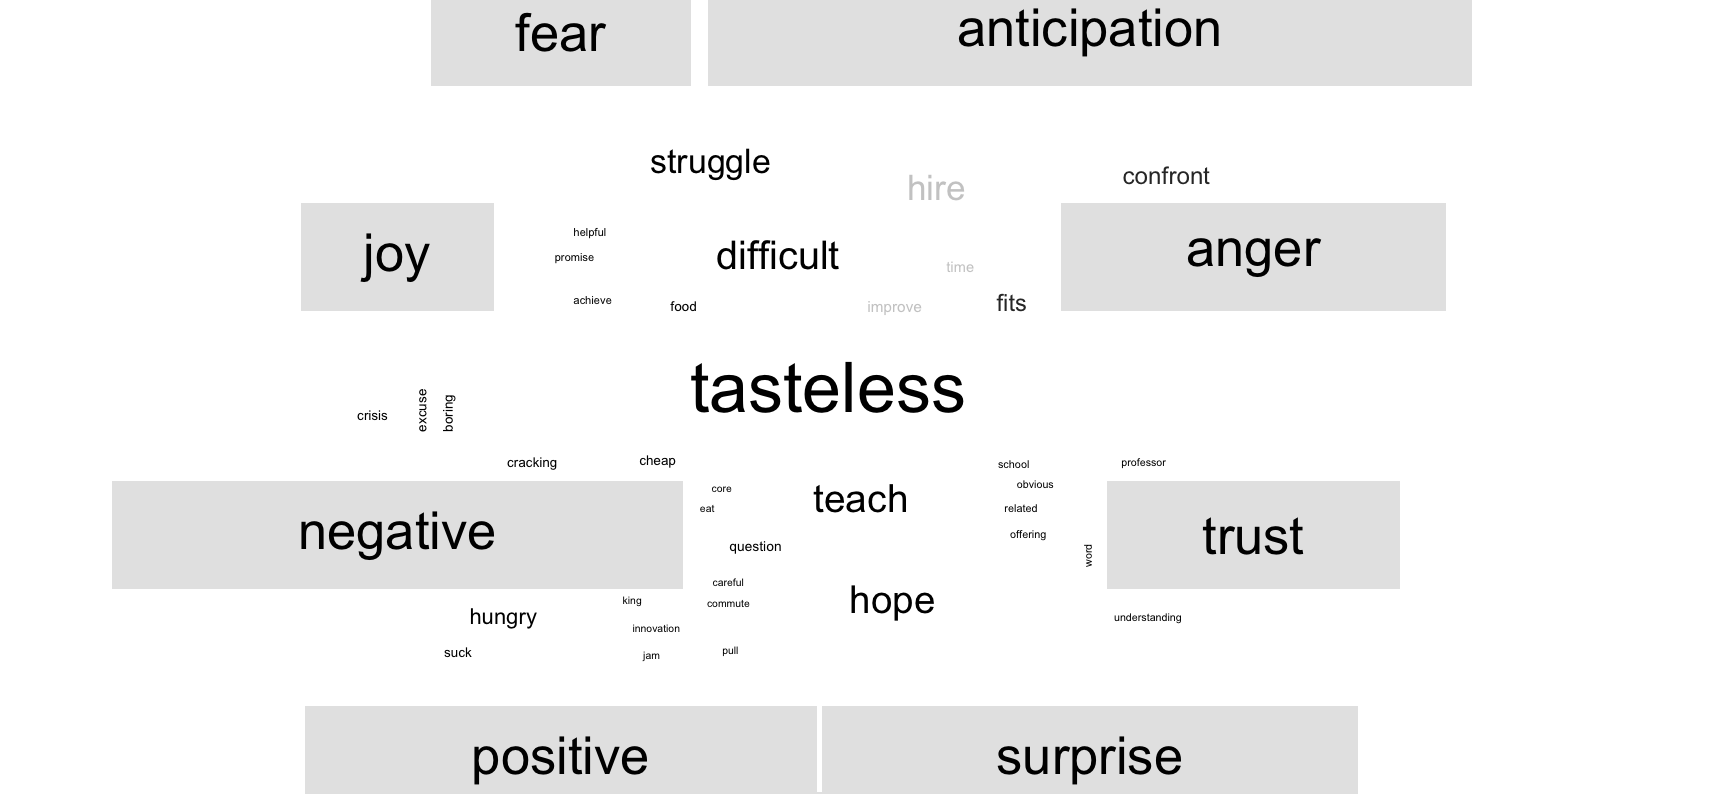 fear
anticipation
struggle
hire
confront
joy
helpful
promise
difficult
time
anger
achieve
food
improve
fits
tasteless
crisis
excuse
boring
cracking
cheap
school
professor
negative
core
eat
teach
obvious
related
offering
trust
question
word
careful
commute
hope
hungry
king
innovation
understanding
suck
jam
pull
positive
surprise